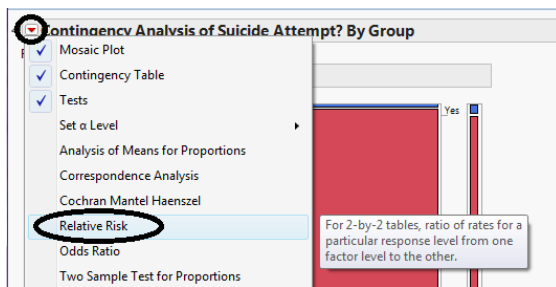 Contingency Analysis of Suicide Attempt? By Group
Mosaic Plot
Contingency Table
Tests
Set α Level
Analysis of Means for Proportions
Correspondence Analysis
Cochran Mantel Haenszel
Relative Risk
Odds Ratio
Two Sample Test for Proportions
Yes
For 2-by-2 tables, ratio of rates for a
particular response level from one
factor level to the other.